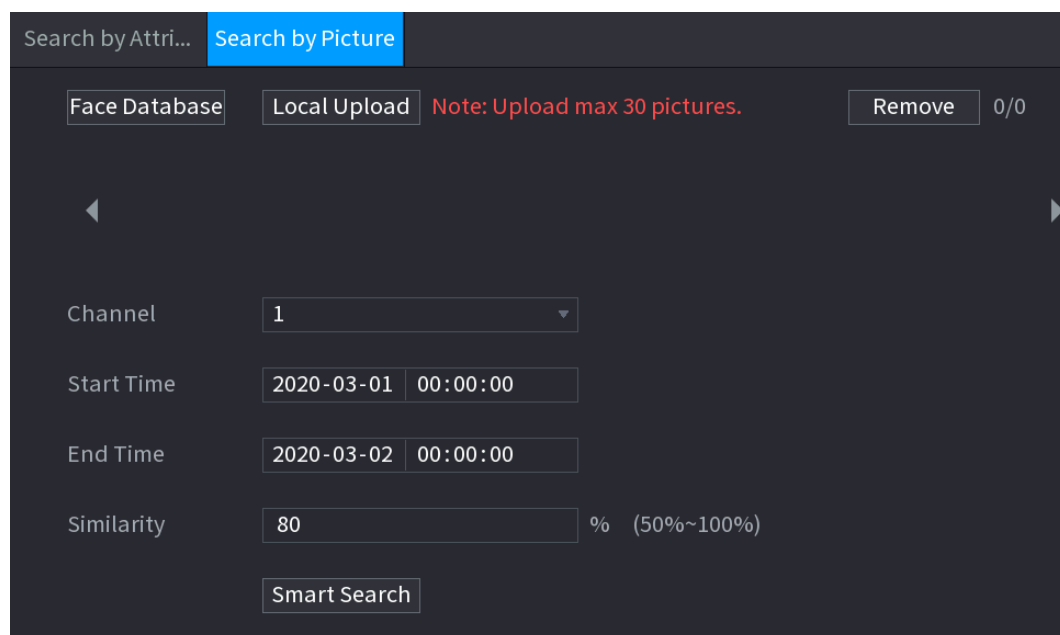 Search by Attri... Search by Picture
Face Database Local Upload Note: Upload max 30 pictures. Remove 0/0
Channel 1
Start Time 2020-03-01 00:00:00
End Time 2020-03-02 00:00:00
Similarity 80 % (50%~100%)
Smart Search